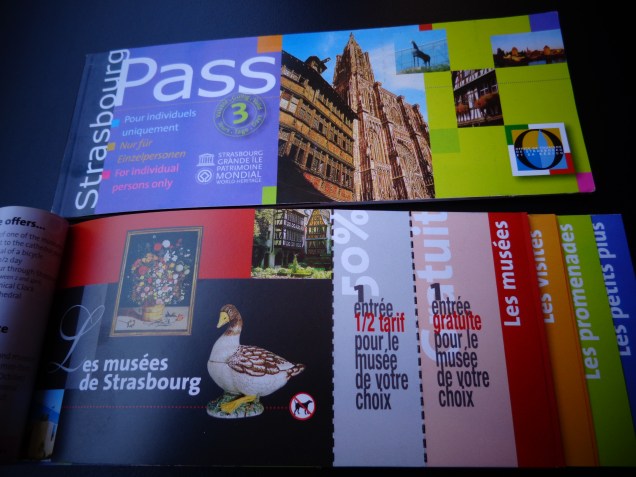 Strasbourg
Pass
3
Pour individuels
uniquement
Nur für
Einzelpersonen
For individual
persons only
STRASBOURG
GRANDE ÎLE
PATRIMOINE
MONDIAL
WORLD HERITAGE
e offers...
Les musées
de Strasbourg
50%
1
entrée
1/2 tarif
pour le
musée
de votre
choix
Gratuit
1
entrée
gratuite
pour le
musée
de votre
choix
Les musées
Les visites
Les promenades
Les petits plus